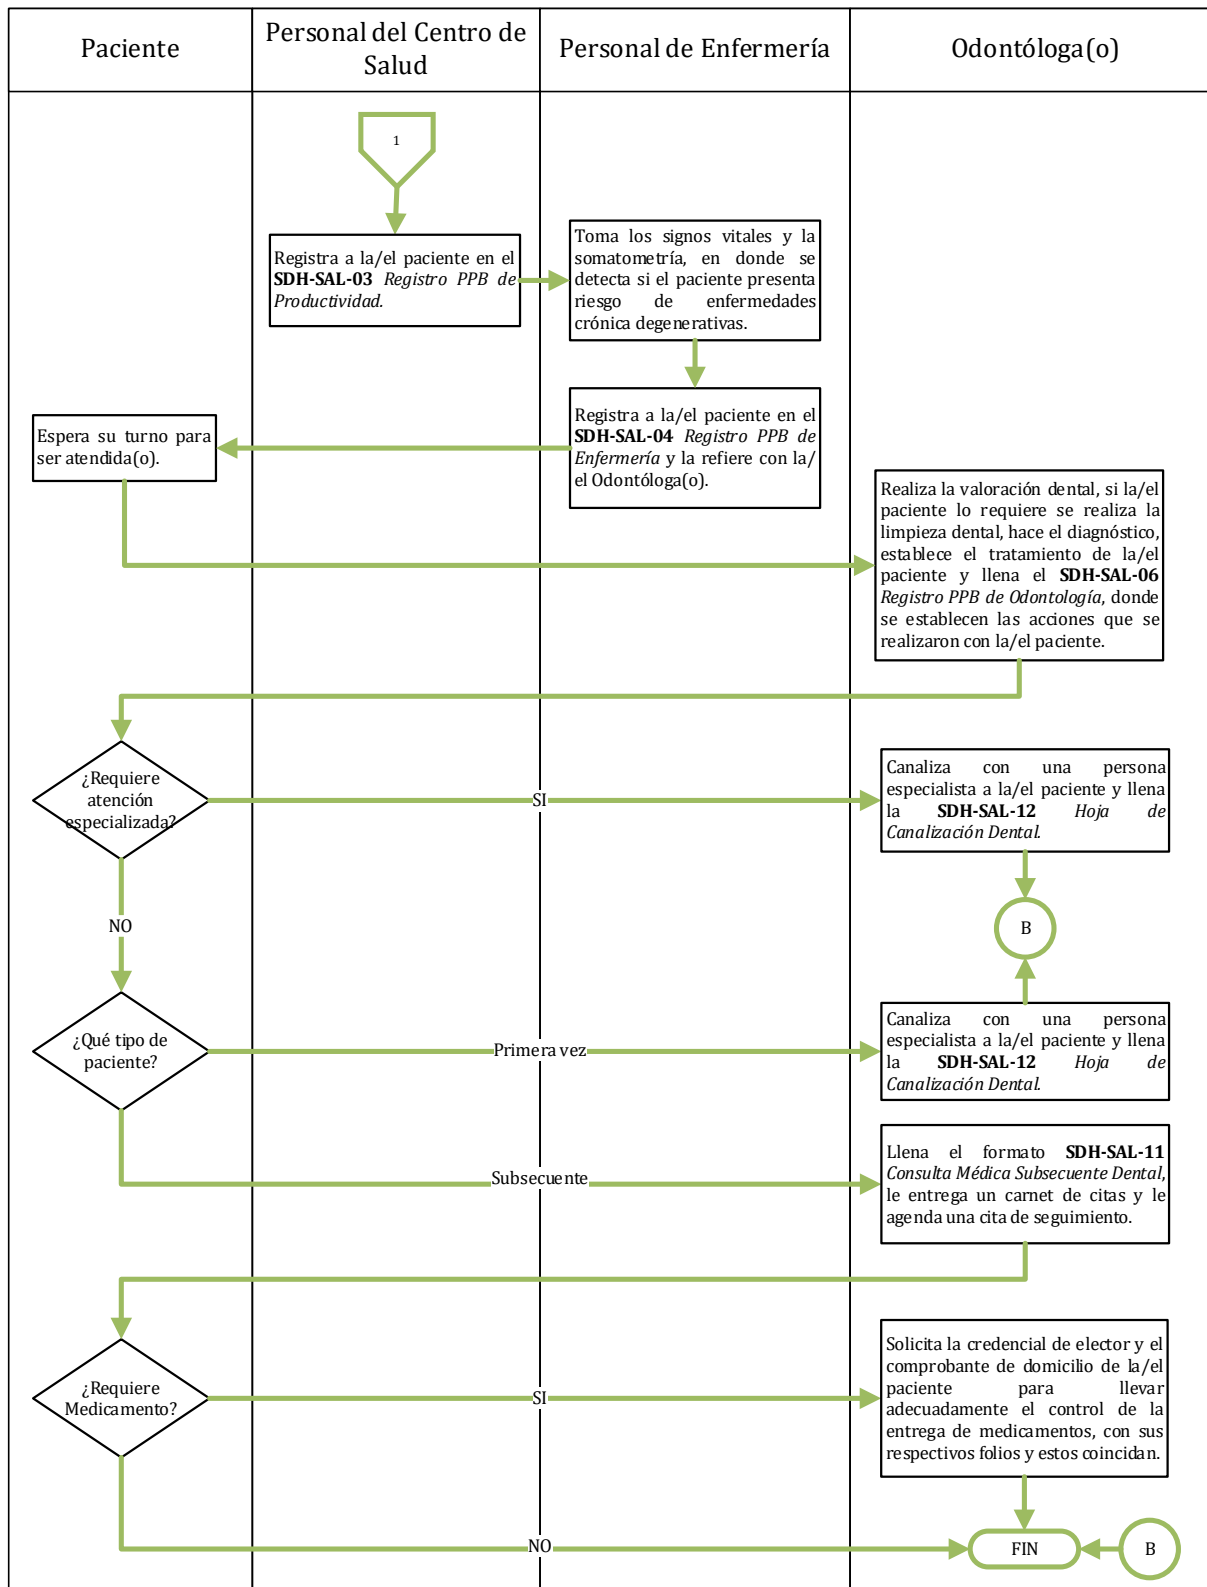 Paciente
Personal del Centro de
Salud
Personal de Enfermería
Odontóloga(o)
1
Registra a la/el paciente en el
SDH-SAL-03 Registro PPB de
Productividad.
Toma los signos vitales y la
somatometría, en donde se
detecta si el paciente presenta
riesgo de enfermedades
crónica degenerativas.
Registra a la/el paciente en el
SDH-SAL-04 Registro PPB de
Enfermería y la refiere con la/
el Odontóloga(o).
Espera su turno para
ser atendida(o).
Realiza la valoración dental, si la/el
paciente lo requiere se realiza la
limpieza dental, hace el diagnóstico,
establece el tratamiento de la/el
paciente y llena el SDH-SAL-06
Registro PPB de Odontología, donde
se establecen las acciones que se
realizaron con la/el paciente.
¿Requiere
atención
especializada?
SI
Canaliza con una persona
especialista a la/el paciente y llena
la SDH-SAL-12 Hoja de
Canalización Dental.
NO
B
¿Qué tipo de
paciente?
Primera vez
Canaliza con una persona
especialista a la/el paciente y llena
la SDH-SAL-12 Hoja de
Canalización Dental.
Subsecuente
Llena el formato SDH-SAL-11
Consulta Médica Subsecuente Dental,
le entrega un carnet de citas y le
agenda una cita de seguimiento.
¿Requiere
Medicamento?
SI
Solicita la credencial de elector y el
comprobante de domicilio de la/el
paciente para llevar
adecuadamente el control de la
entrega de medicamentos, con sus
respectivos folios y estos coincidan.
NO
FIN
B